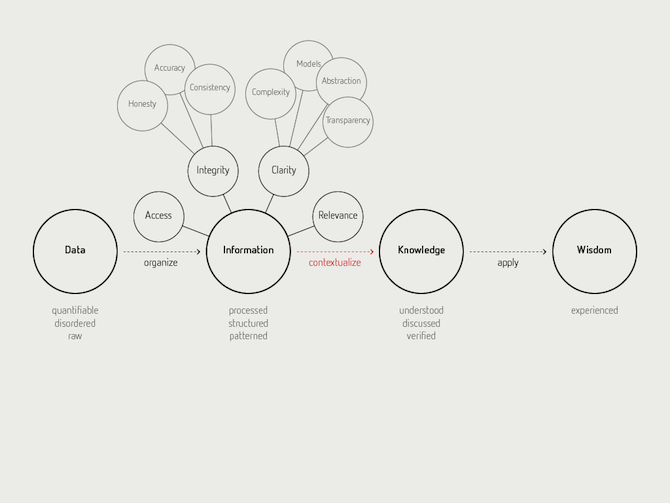 Models
Accuracy
Abstraction
Consistency
Complexity
Honesty
Transparency
Integrity
Clarity
Access
Relevance
Data
Information
Knowledge
Wisdom
organize
contextualize
apply
quantifiable
disordered
raw
processed
structured
patterned
understood
discussed
verified
experienced